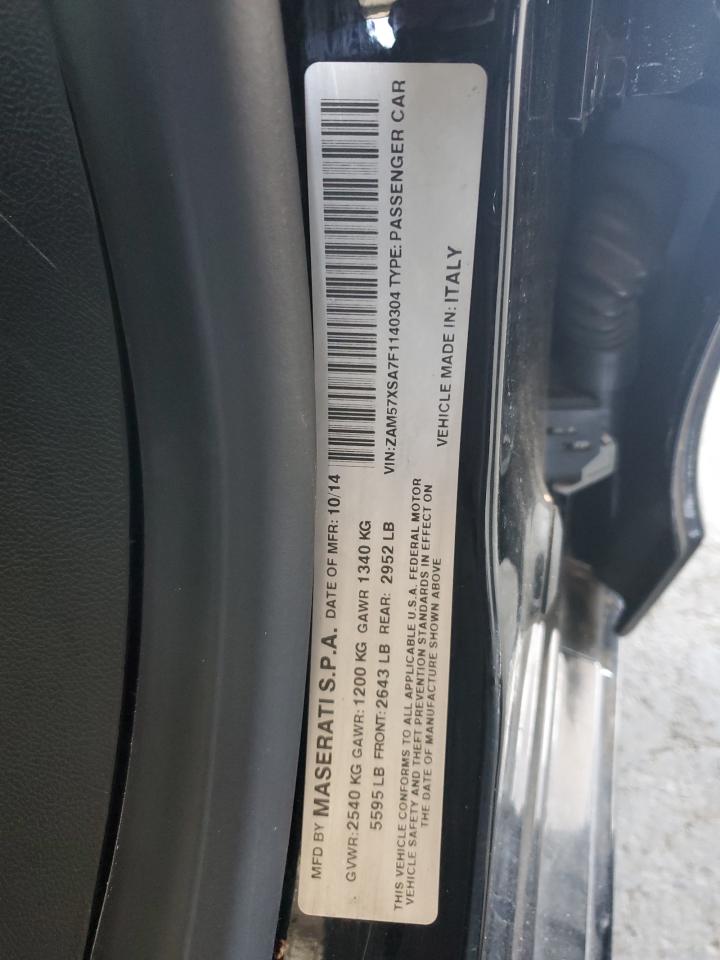 MFD BY MASERATI S.P.A. DATE OF MFR: 10/14
GVWR: 2540 KG GAWR: 1200 KG GAWR 1340 KG
5595 LB FRONT: 2643 LB REAR: 2952 LB
VIN:ZAM57XSA7F1140304 TYPE: PASSENGER CAR
THIS VEHICLE CONFORMS TO ALL APPLICABLE U.S.A. FEDERAL MOTOR
VEHICLE SAFETY AND THEFT PREVENTION STANDARDS IN EFFECT ON
THE DATE OF MANUFACTURE SHOWN ABOVE
VEHICLE MADE IN: ITALY